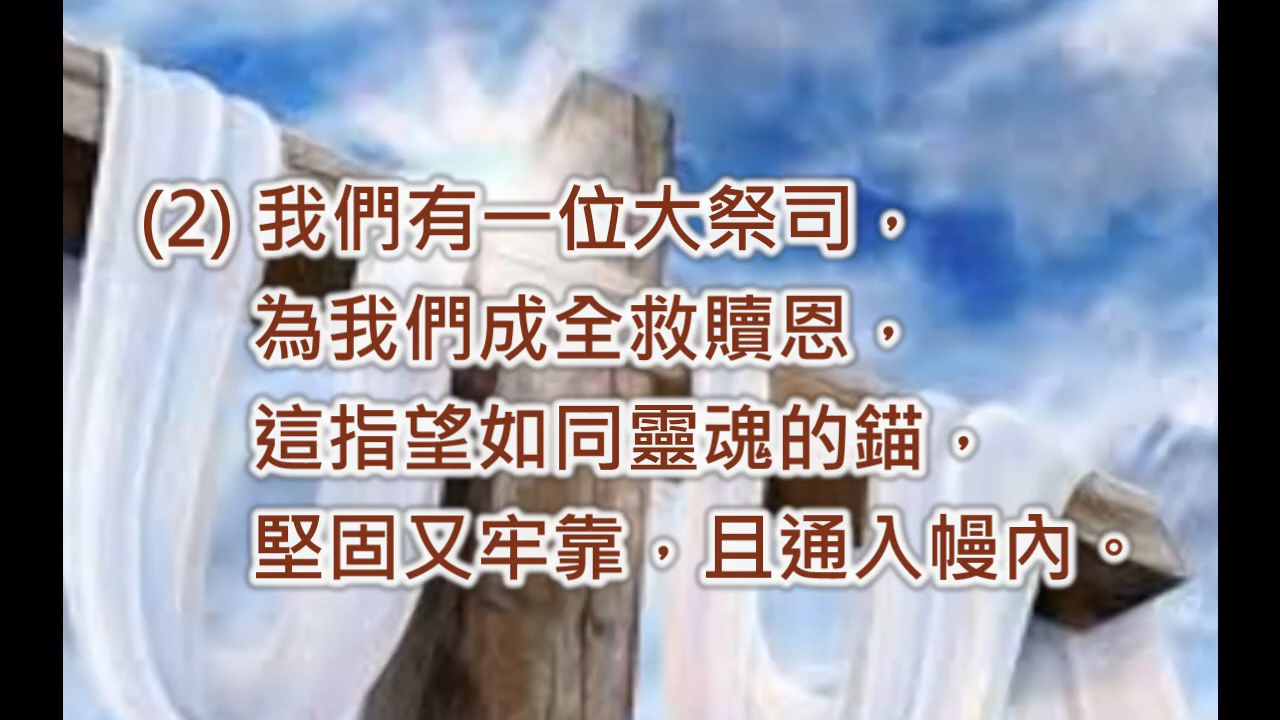 (2) 我們有一位大祭司，
為我們成全救贖恩，
這指望如同靈魂的錨，
堅固又牢靠，且通入幔內。